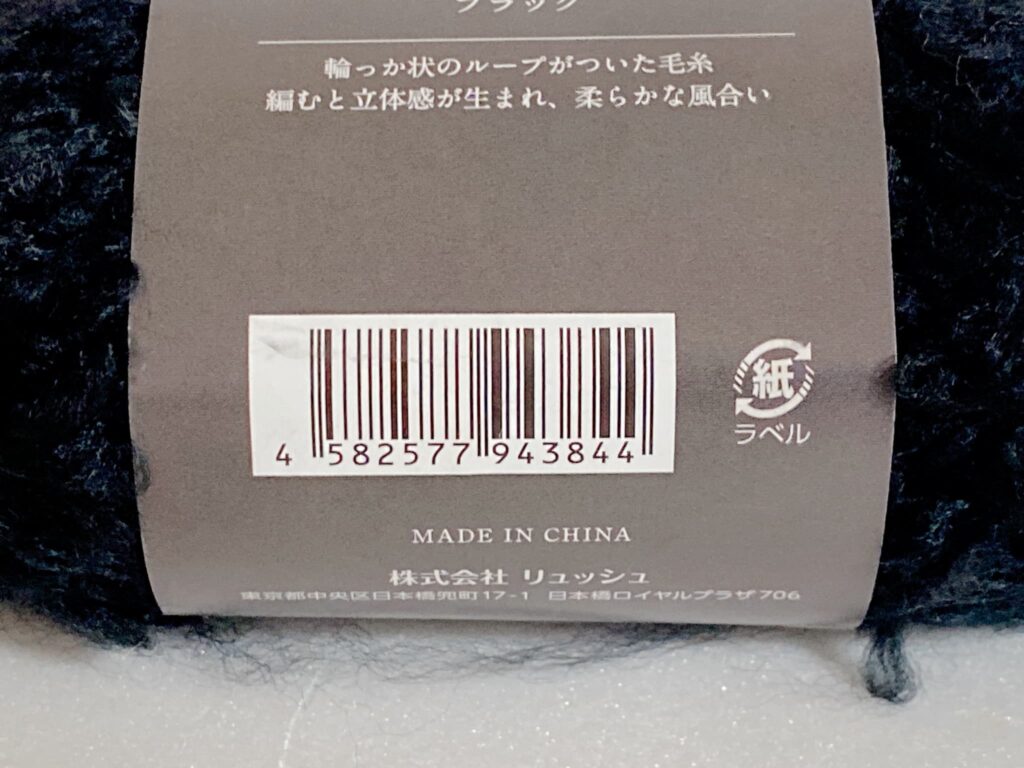 ブラック
輪っか状のループがついた毛糸
編むと立体感が生まれ、柔らかな風合い
4 582577 943844
紙
ラベル
MADE IN CHINA
株式会社 リュッシュ
東京都中央区日本橋兜町17-1 日本橋ロイヤルプラザ706